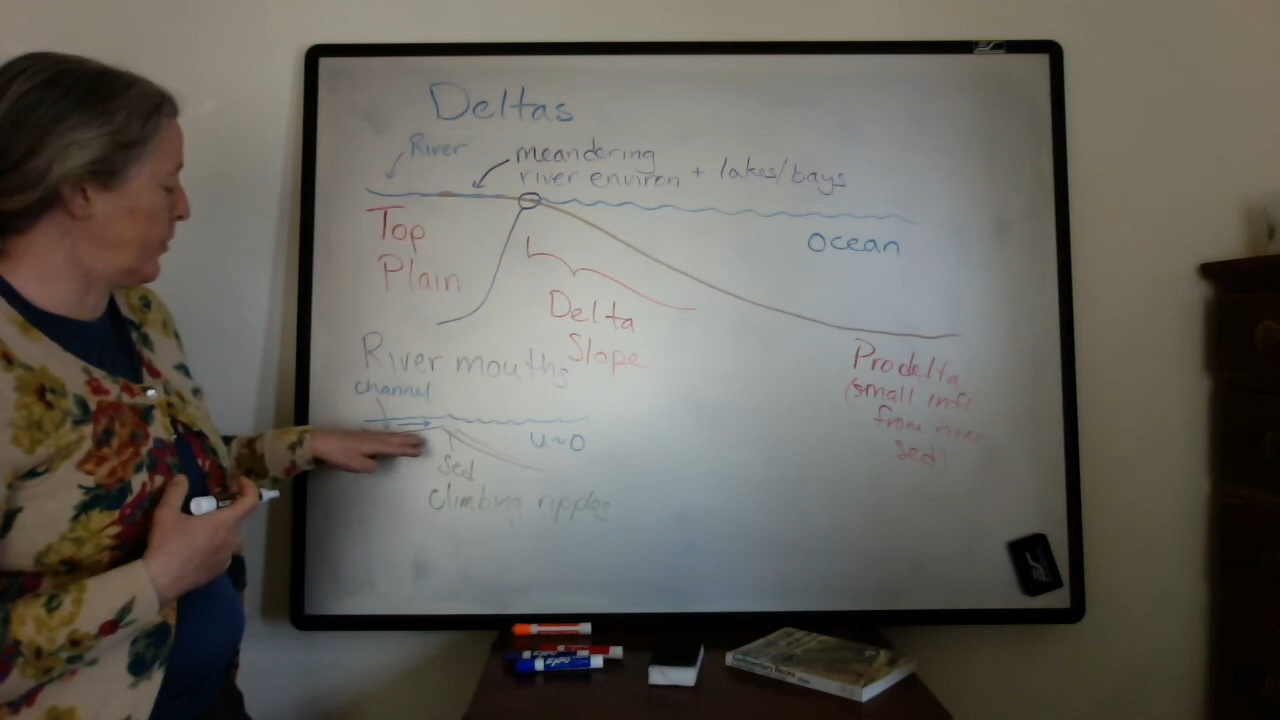 Deltas
River
meandering
river environ + lakes/bays
Top
Plain
Ocean
Delta
Slope
Prodelta
(small infl
from river
sed)
River mouths
channel
u~0
sed
Climbing ripples